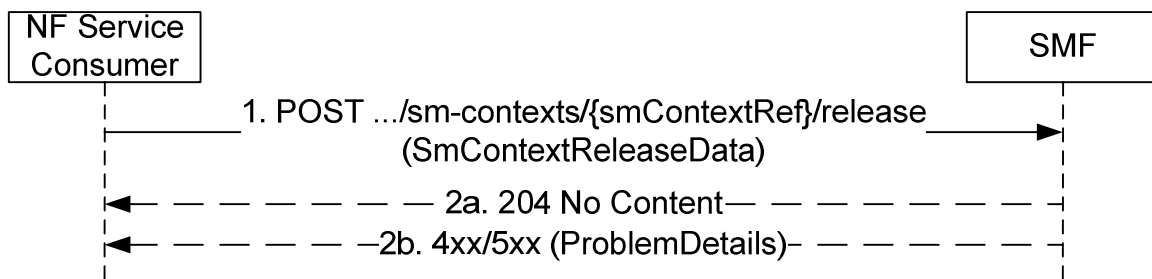 NF Service
Consumer
SMF
1. POST .../sm-contexts/{smContextRef}/release
(SmContextReleaseData)
2a. 204 No Content
2b. 4xx/5xx (ProblemDetails)